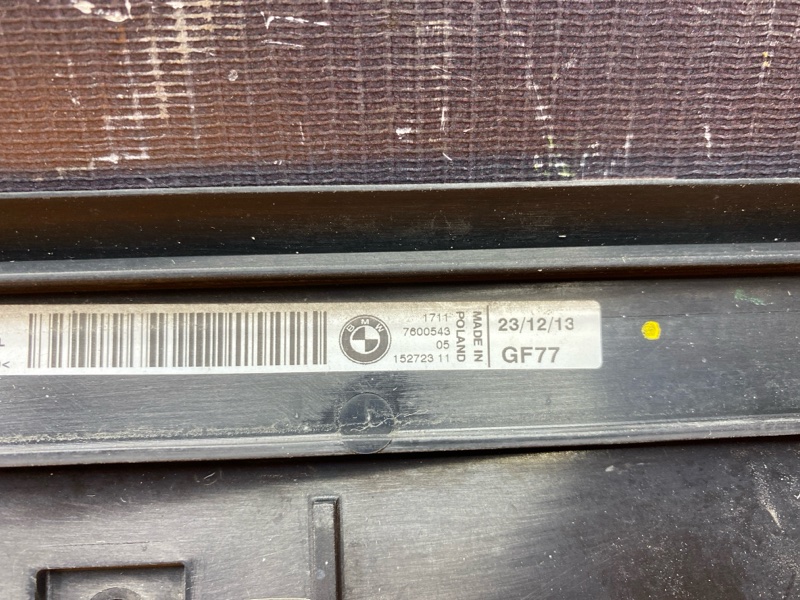 BMW
1711
7600543
05
152723 11
MADE IN
POLAND
23/12/13
GF77